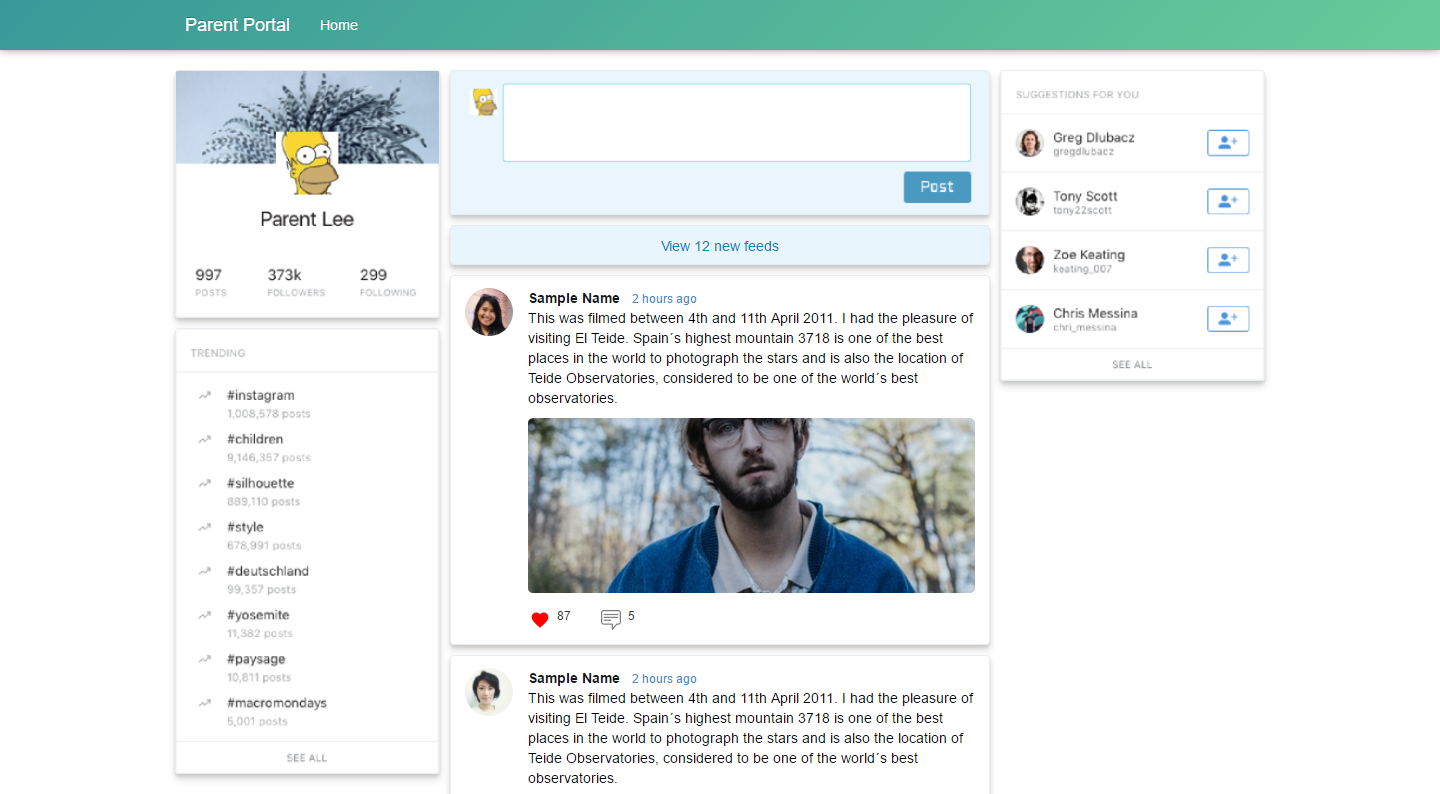 Parent Portal Home
Parent Lee
997 373k 299
POSTS FOLLOWERS FOLLOWING
TRENDING
#instagram
1,008,578 posts
#children
9,146,357 posts
#silhouette
889,110 posts
#style
678,991 posts
#deutschland
99,357 posts
#yosemite
11,382 posts
#paysage
10,811 posts
#macromondays
5,001 posts
SEE ALL
Post
View 12 new feeds
Sample Name 2 hours ago
This was filmed between 4th and 11th April 2011. I had the pleasure of
visiting El Teide. Spain´s highest mountain 3718 is one of the best
places in the world to photograph the stars and is also the location of
Teide Observatories, considered to be one of the world´s best
observatories.
87 5
Sample Name 2 hours ago
This was filmed between 4th and 11th April 2011. I had the pleasure of
visiting El Teide. Spain´s highest mountain 3718 is one of the best
places in the world to photograph the stars and is also the location of
Teide Observatories, considered to be one of the world´s best
observatories.
SUGGESTIONS FOR YOU
Greg Dlubacz
gregdlubacz
Tony Scott
tony22scott
Zoe Keating
keating_007
Chris Messina
chri_messina
SEE ALL